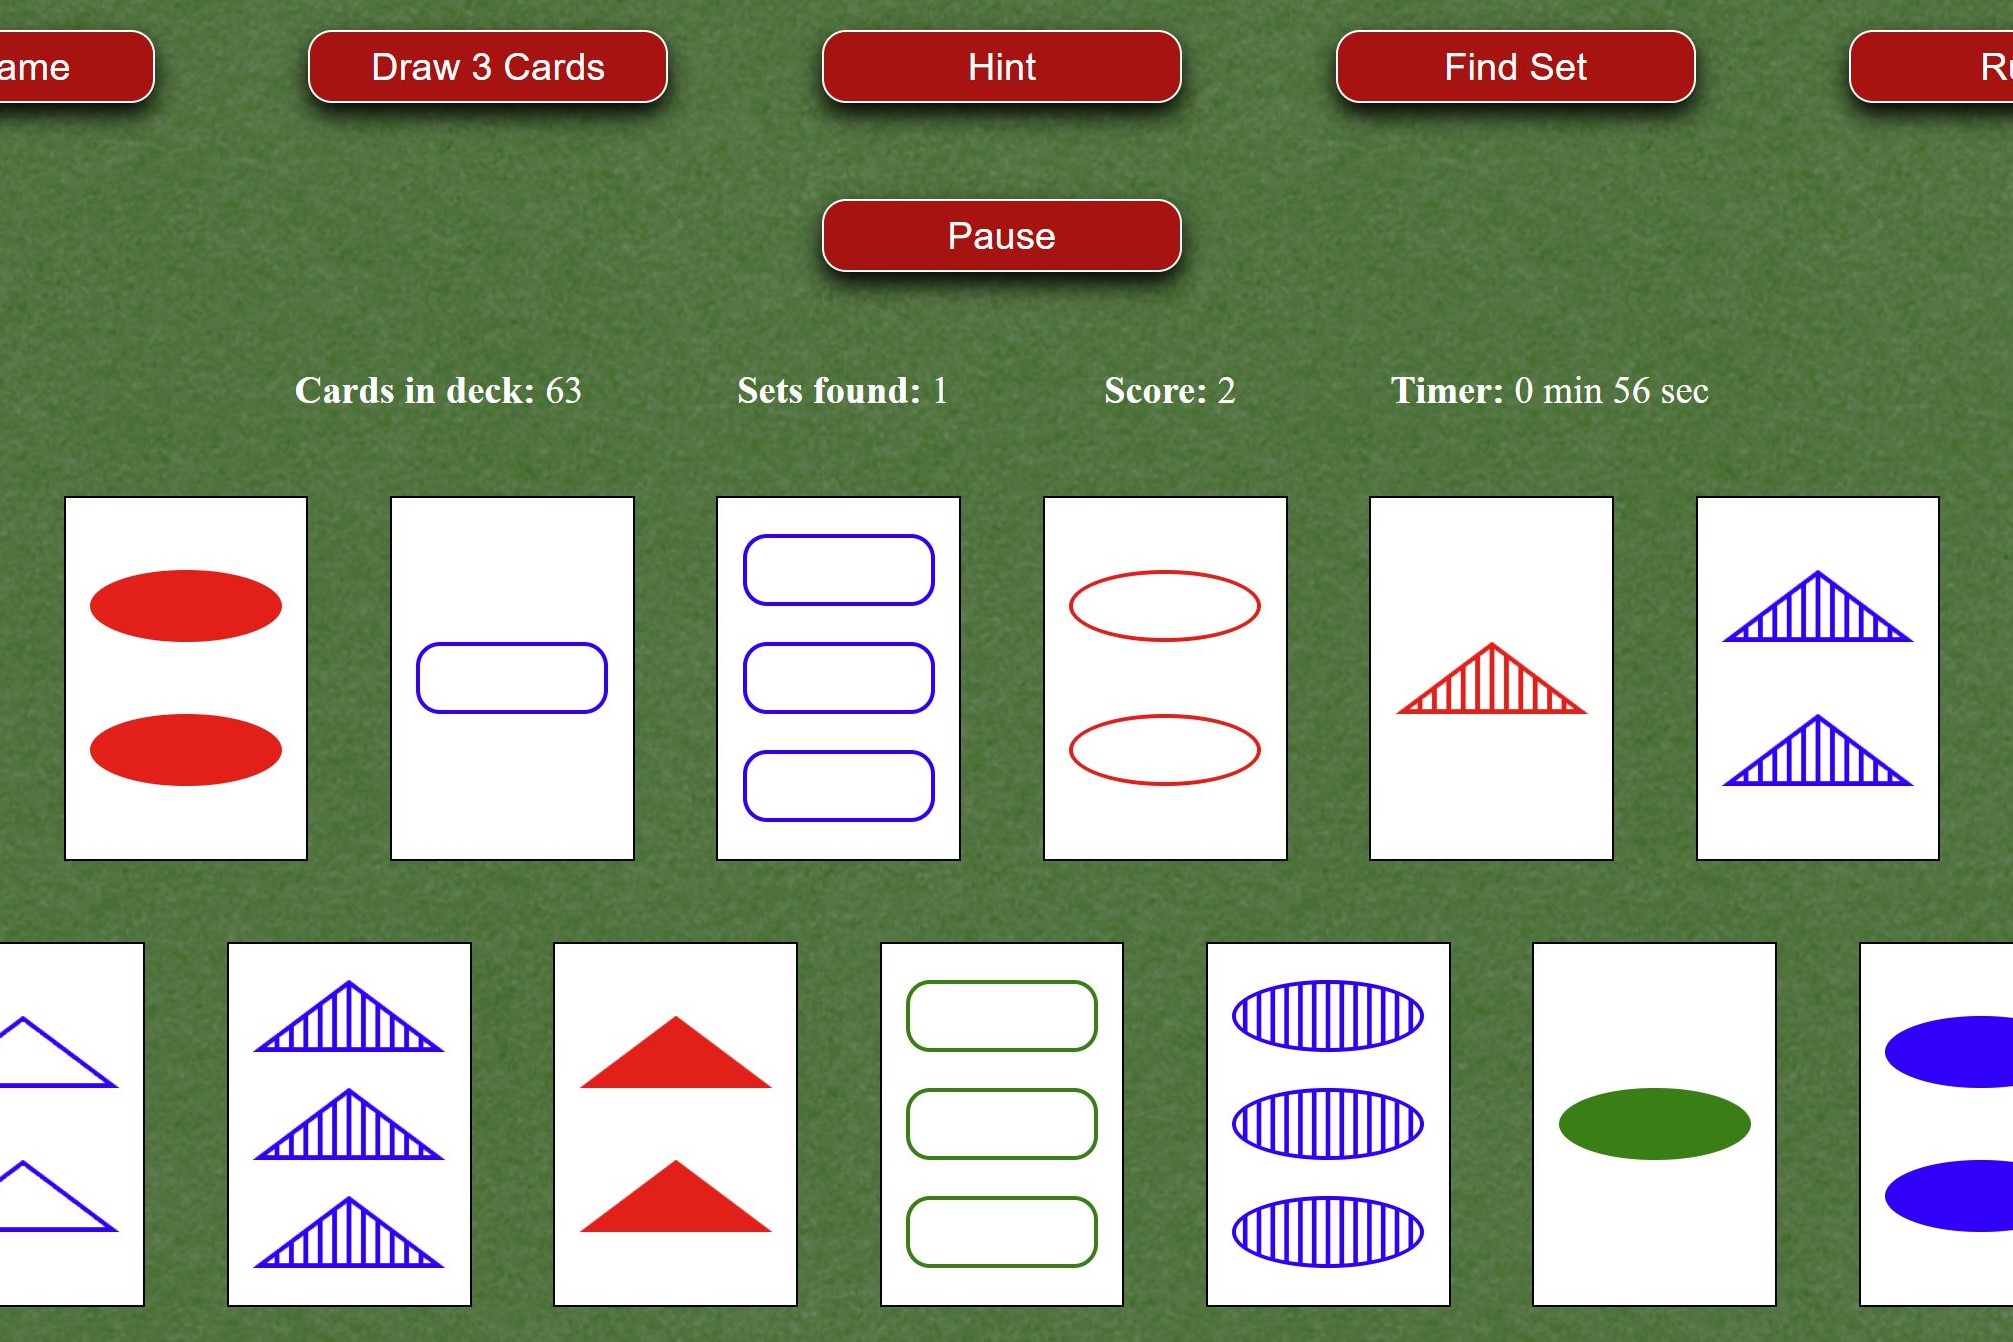 ame Draw 3 Cards Hint Find Set Ru
Pause
Cards in deck: 63 Sets found: 1 Score: 2 Timer: 0 min 56 sec